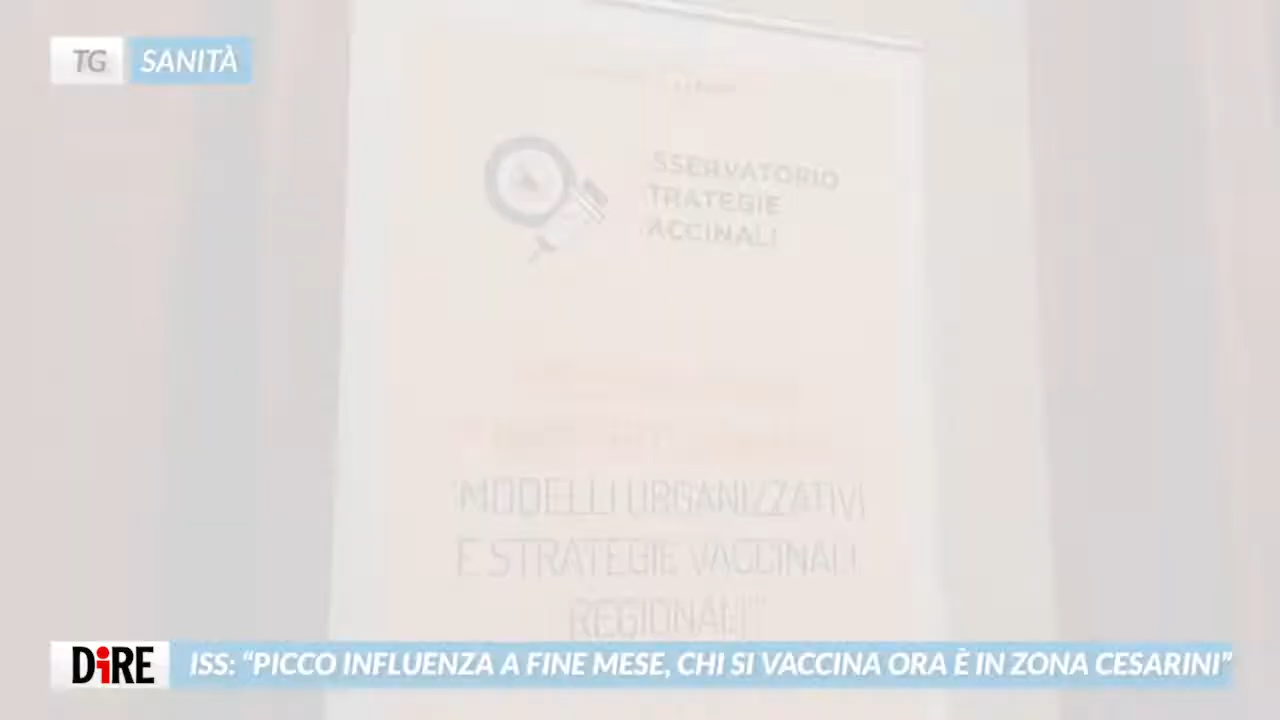 TG SANITÀ
SSERVATORIO
TRATEGIE
ACCINALI
"MODELLI ORGANIZZATIVI
E STRATEGIE VACCINALI
REGIONALI"
DiRE ISS: “PICCO INFLUENZA A FINE MESE, CHI SI VACCINA ORA È IN ZONA CESARINI”